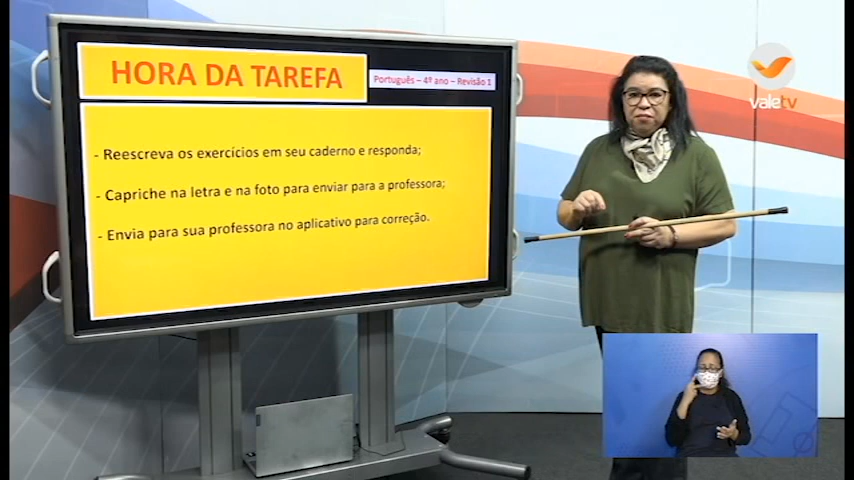 HORA DA TAREFA
Português – 4º ano – Revisão 1
- Reescreva os exercícios em seu caderno e responda;
- Capriche na letra e na foto para enviar para a professora;
- Envia para sua professora no aplicativo para correção.
valetv